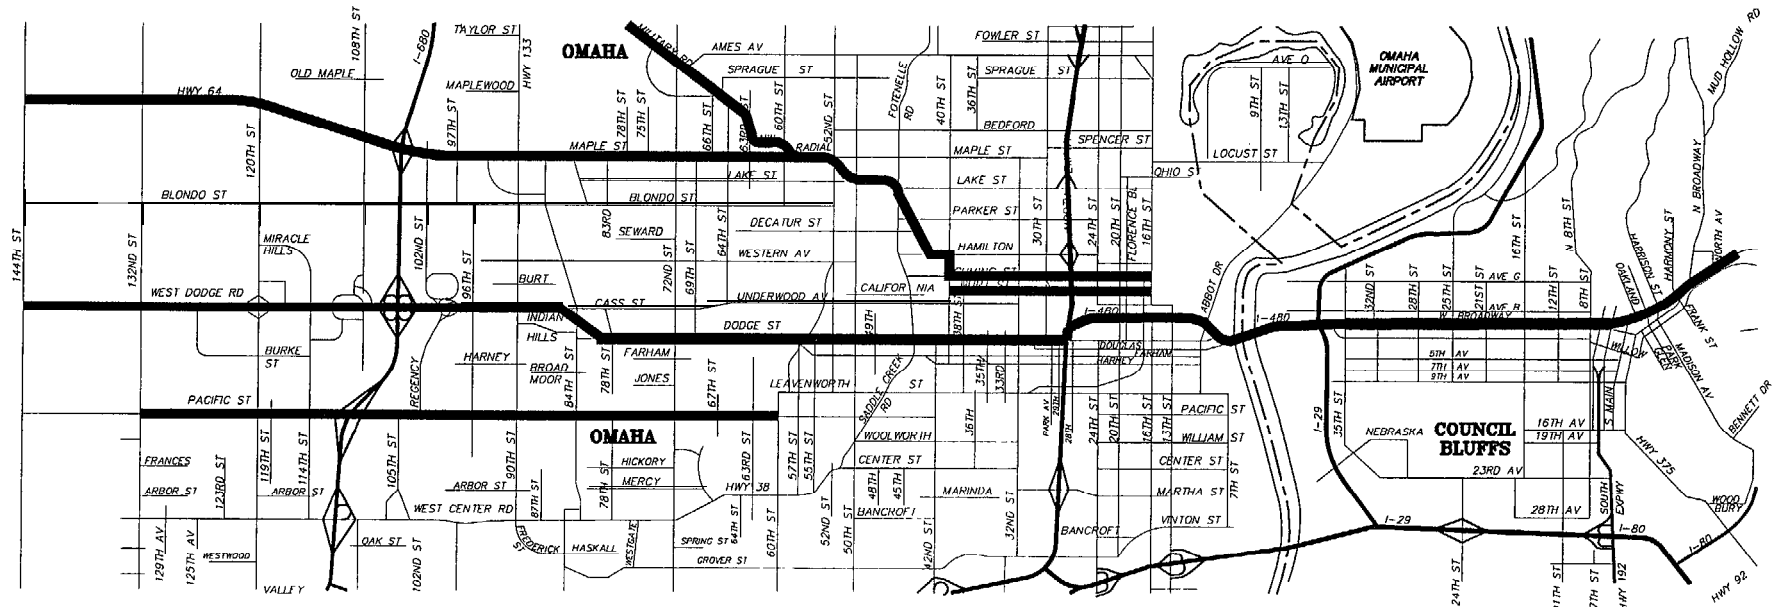 TAYLOR ST
108TH ST
I-680
HWY 133
OMAHA
MILITARY RD
AMES AV
FOWLER ST
OMAHA
MUNICIPAL
AIRPORT
MUD HOLLOW RD
OLD MAPLE
MAPLEWOOD
SPRAGUE ST
SPRAGUE ST
AVE O
HWY 64
97TH ST
78TH ST
75TH ST
66TH ST
63RD ST
60TH ST
52ND ST
FOTENELLE
RD
40TH ST
36TH ST
9TH ST
13TH ST
BEDFORD
120TH ST
MAPLE ST
RADIAL
MAPLE ST
SPENCER ST
LOCUST ST
LAKE ST
LAKE ST
OHIO S
BLONDO ST
BLONDO ST
PARKER ST
N BROADWAY
144TH ST
132ND ST
MIRACLE
HILLS
102ND ST
96TH ST
83RD
SEWARD
DECATUR ST
64TH ST
WESTERN AV
HAMILTON
30TH ST
24TH ST
20TH ST
FLORENCE BL
16TH ST
16TH ST
N 8TH ST
HARRISON ST
HARMONY ST
NORTH AV
BURT
72ND ST
69TH ST
CUMING ST
OAKLAND
WEST DODGE RD
CASS ST
UNDERWOOD AV
CALIFORNIA
ABBOT DR
32ND ST
28TH ST
25TH ST
21ST
12TH ST
8TH ST
AVE G
AVE B
W BROADWAY
INDIAN
HILLS
DODGE ST
49TH
38TH ST
I-480
I-480
FRANK ST
BURKE
ST
REGENCY
HARNEY
BROAD
MOOR
84TH ST
78TH ST
FARHAM
JONES
67TH ST
LEAVENWORTH ST
SADDLE CREEK
RD
35TH
33RD
DOUGLAS
HARNEY
FARHAM
5TH AV
7TH AV
9TH AV
WILLOW
PARK
GLEN
MADISON AV
BENNETT DR
PACIFIC ST
PACIFIC ST
OMAHA
36TH
PARK AV
29TH
28TH
24TH ST
20TH ST
16TH ST
13TH ST
WILLIAM ST
I-29
35TH ST
NEBRASKA
COUNCIL
BLUFFS
16TH AV
19TH AV
S MAIN
HWY 375
FRANCES
123RD ST
119TH ST
114TH ST
105TH ST
90TH ST
HICKORY
MERCY
63RD ST
57TH ST
55TH ST
WOOLWORTH
CENTER ST
CENTER ST
23RD AV
ARBOR ST
ARBOR ST
ARBOR ST
87TH ST
78TH ST
HWY 38
48TH
45TH
MARINDA
MARTHA ST
7TH ST
WEST CENTER RD
BANCROFT
32ND ST
BANCROFT
VINTON ST
28TH AV
SOUTH
EXPWY
WOOD
BURY
129TH AV
125TH AV
WESTWOOD
OAK ST
102ND ST
FREDERICK
ST
HASKALL
WESTGATE
SPRING ST
64TH ST
60TH ST
GROVER ST
52ND ST
50TH ST
42ND ST
I-29
I-80
I-80
VALLEY
24TH ST
HWY 192
HWY 92